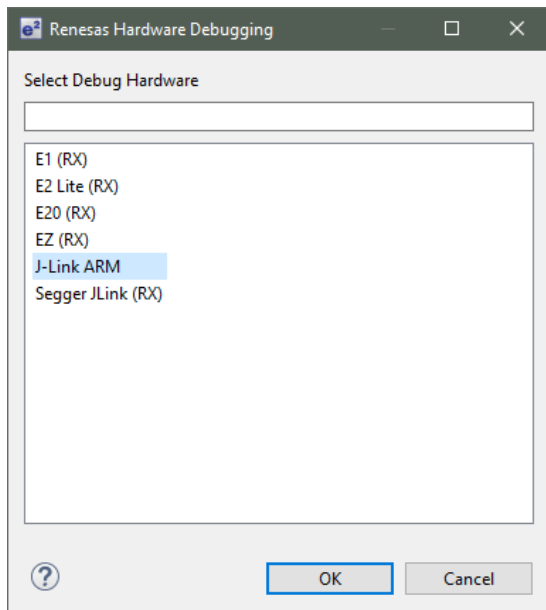 e² Renesas Hardware Debugging
Select Debug Hardware
E1 (RX)
E2 Lite (RX)
E20 (RX)
EZ (RX)
J-Link ARM
Segger JLink (RX)
?
OK Cancel